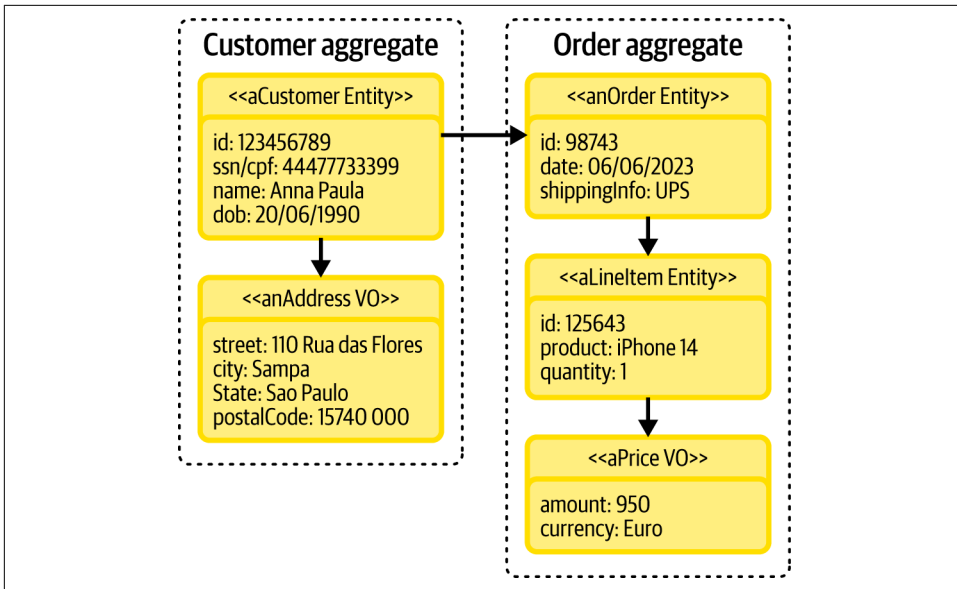 Customer aggregate
<<aCustomer Entity>>
id: 123456789
ssn/cpf: 44477733399
name: Anna Paula
dob: 20/06/1990
<<anAddress VO>>
street: 110 Rua das Flores
city: Sampa
State: Sao Paulo
postalCode: 15740 000
Order aggregate
<<anOrder Entity>>
id: 98743
date: 06/06/2023
shippingInfo: UPS
<<aLineItem Entity>>
id: 125643
product: iPhone 14
quantity: 1
<<aPrice VO>>
amount: 950
currency: Euro